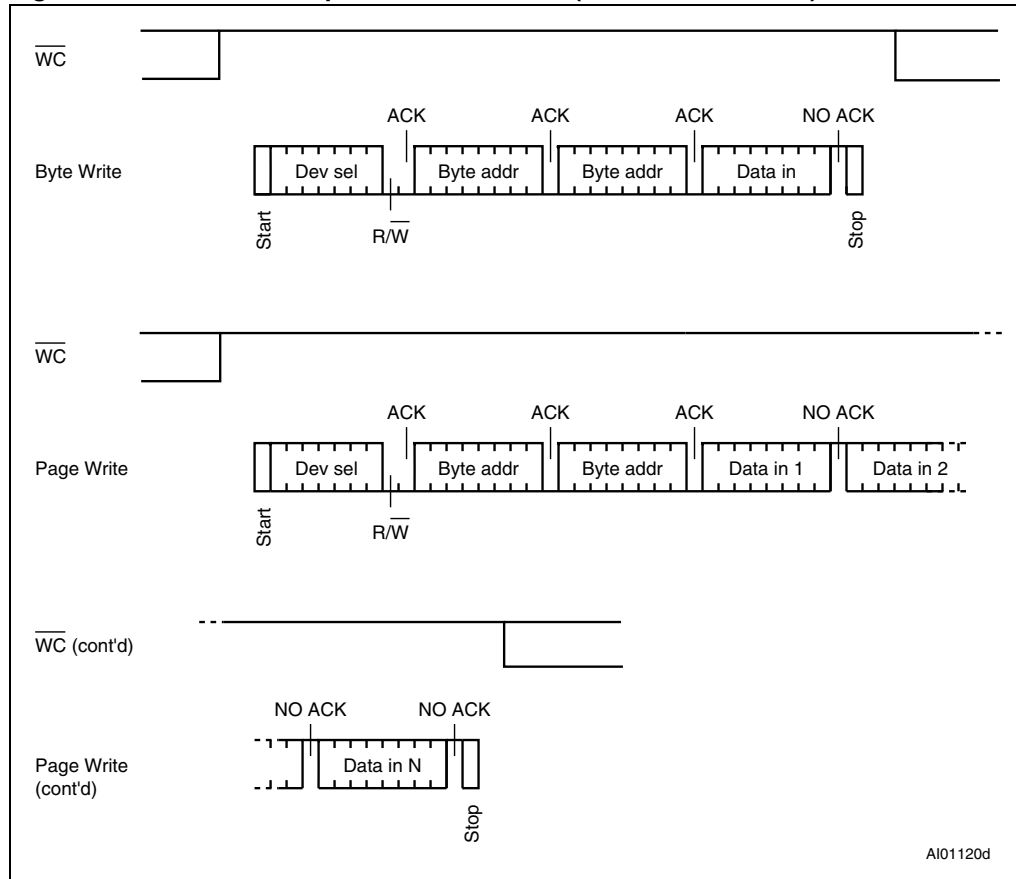 WC
ACK ACK ACK NO ACK
Byte Write Dev sel Byte addr Byte addr Data in
Start R/W Stop
WC
ACK ACK ACK NO ACK
Page Write Dev sel Byte addr Byte addr Data in 1 Data in 2
Start R/W
WC (cont'd)
NO ACK NO ACK
Page Write
(cont'd)
Data in N
Stop
AI01120d